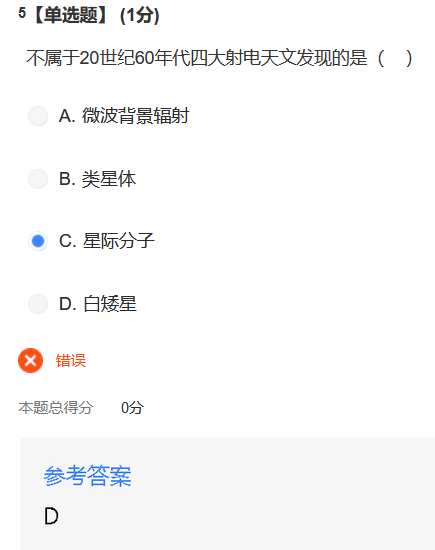 5【单选题】 (1分)
不属于20世纪60年代四大射电天文发现的是（ ）
A. 微波背景辐射
B. 类星体
C. 星际分子
D. 白矮星
错误
本题总得分 0分
参考答案
D